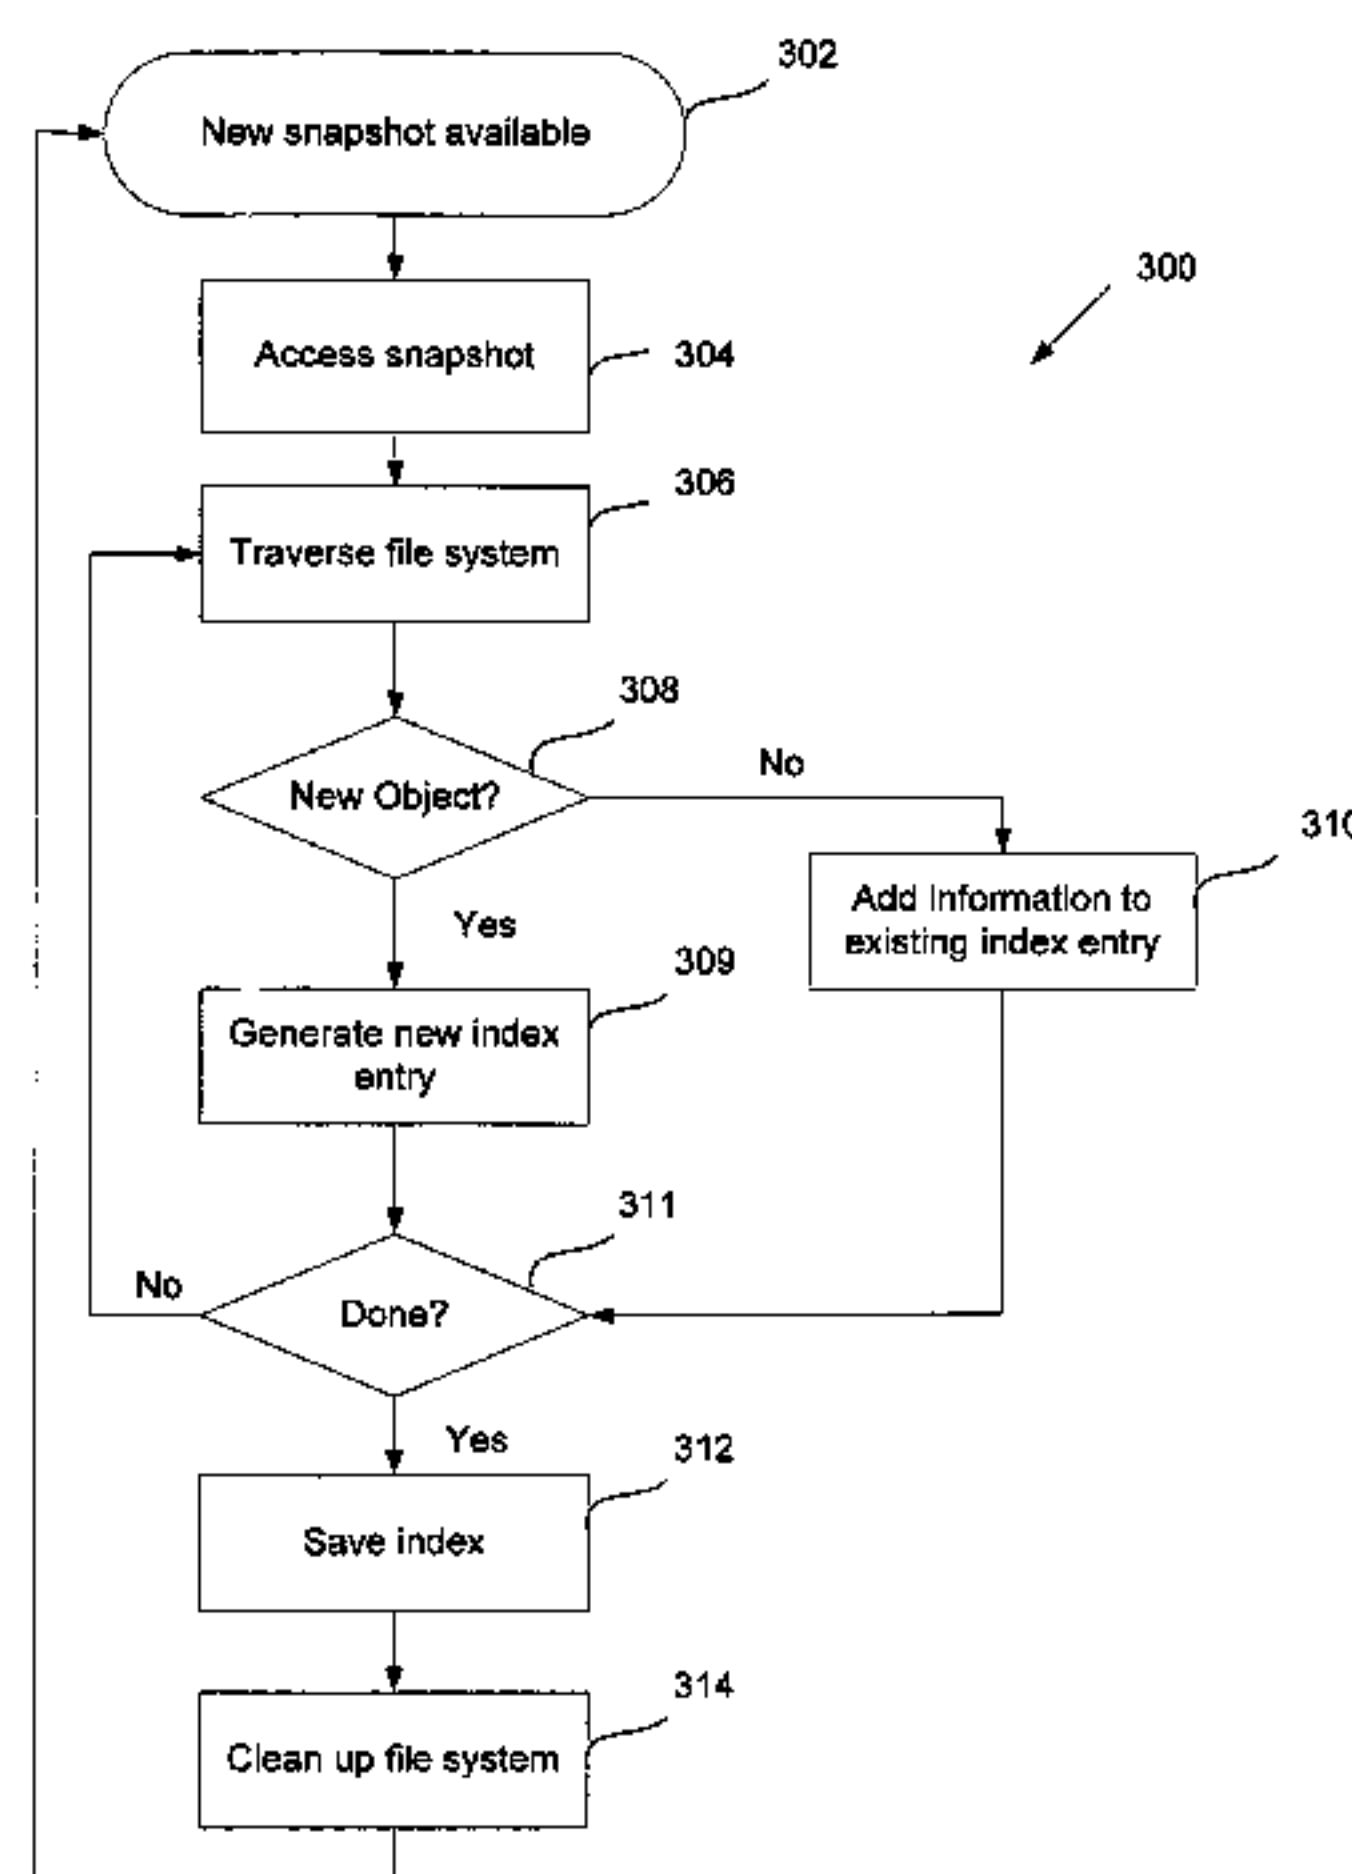 302
New snapshot available
300
Access snapshot
304
306
Traverse file system
308
New Object?
No
310
Add Information to
existing index entry
Yes
309
Generate new index
entry
311
No
Done?
Yes
312
Save index
314
Clean up file system